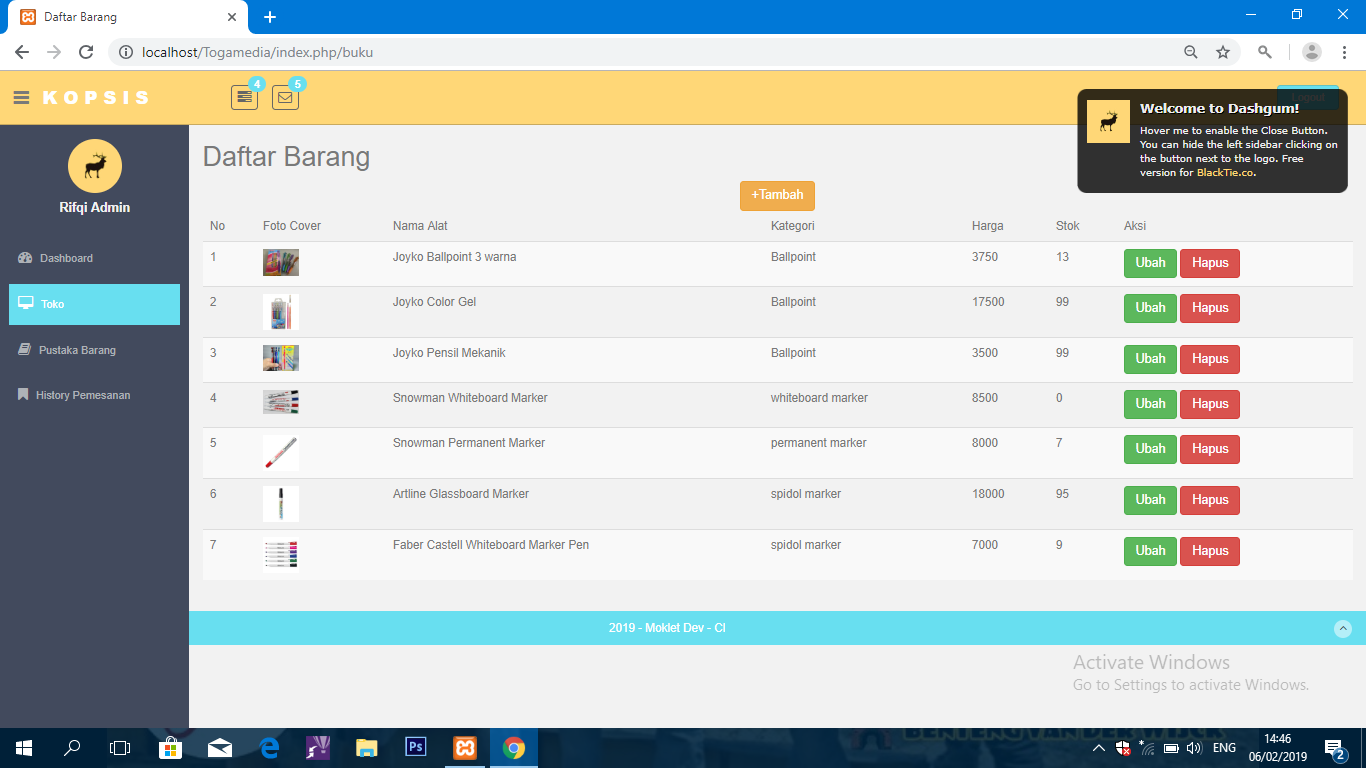 Daftar Barang
localhost/Togamedia/index.php/buku
KOPSIS
4
5
Welcome to Dashgum!
Hover me to enable the Close Button.
You can hide the left sidebar clicking on
the button next to the logo. Free
version for BlackTie.co.
Rifqi Admin
Dashboard
Toko
Pustaka Barang
History Pemesanan
Daftar Barang
+Tambah
No Foto Cover Nama Alat Kategori Harga Stok Aksi
1 Joyko Ballpoint 3 warna Ballpoint 3750 13 Ubah Hapus
2 Joyko Color Gel Ballpoint 17500 99 Ubah Hapus
3 Joyko Pensil Mekanik Ballpoint 3500 99 Ubah Hapus
4 Snowman Whiteboard Marker whiteboard marker 8500 0 Ubah Hapus
5 Snowman Permanent Marker permanent marker 8000 7 Ubah Hapus
6 Artline Glassboard Marker spidol marker 18000 95 Ubah Hapus
7 Faber Castell Whiteboard Marker Pen spidol marker 7000 9 Ubah Hapus
2019 - Moklet Dev - CI
Activate Windows
Go to Settings to activate Windows.
Ps
ENG
14:46
06/02/2019
2